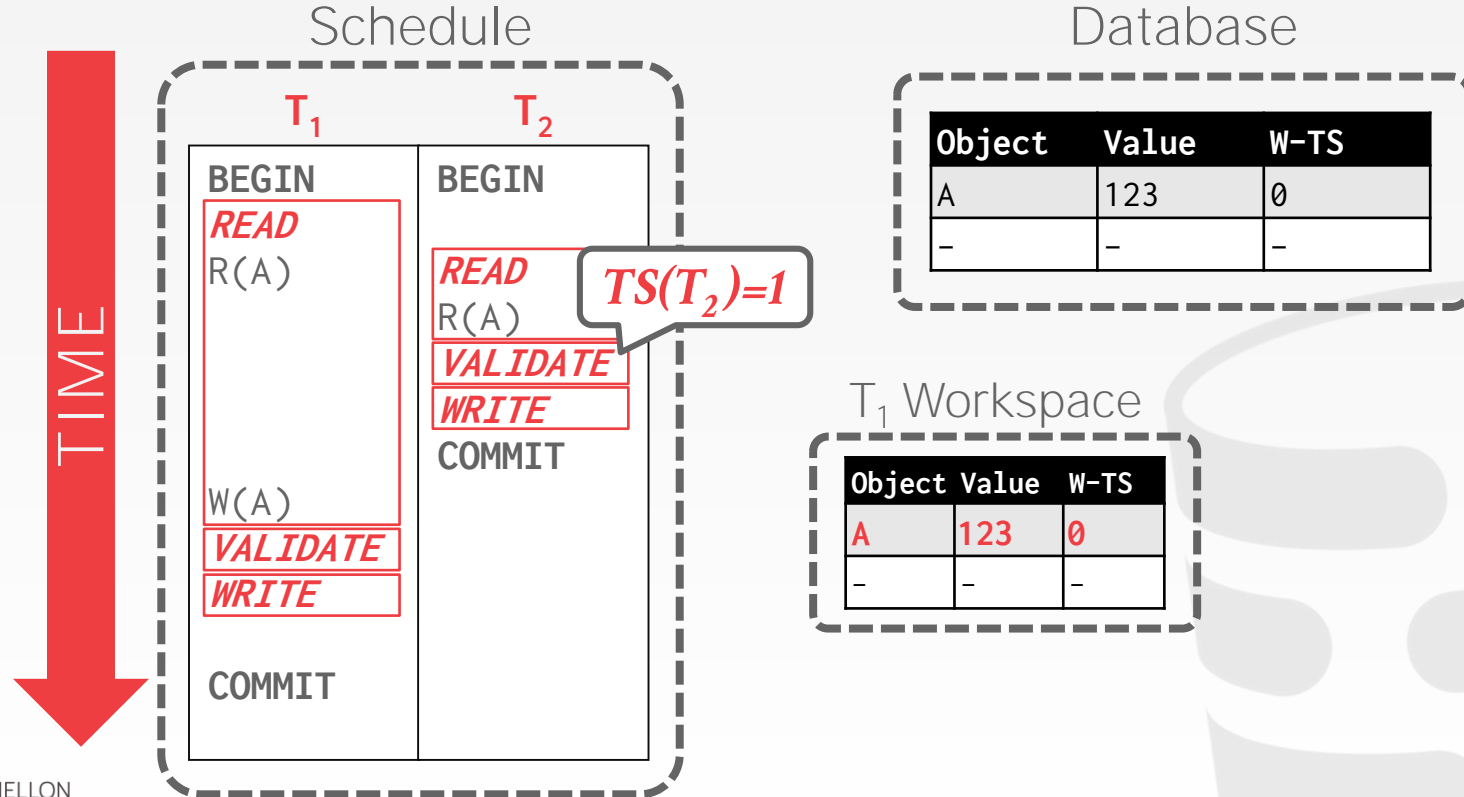 Schedule
TIME
T₁ T₂
BEGIN BEGIN
READ
R(A) READ
R(A)
TS(T₂)=1
VALIDATE
WRITE
COMMIT
W(A)
VALIDATE
WRITE
COMMIT
Database
Object Value W-TS
A 123 0
- - -
T₁ Workspace
Object Value W-TS
A 123 0
- - -